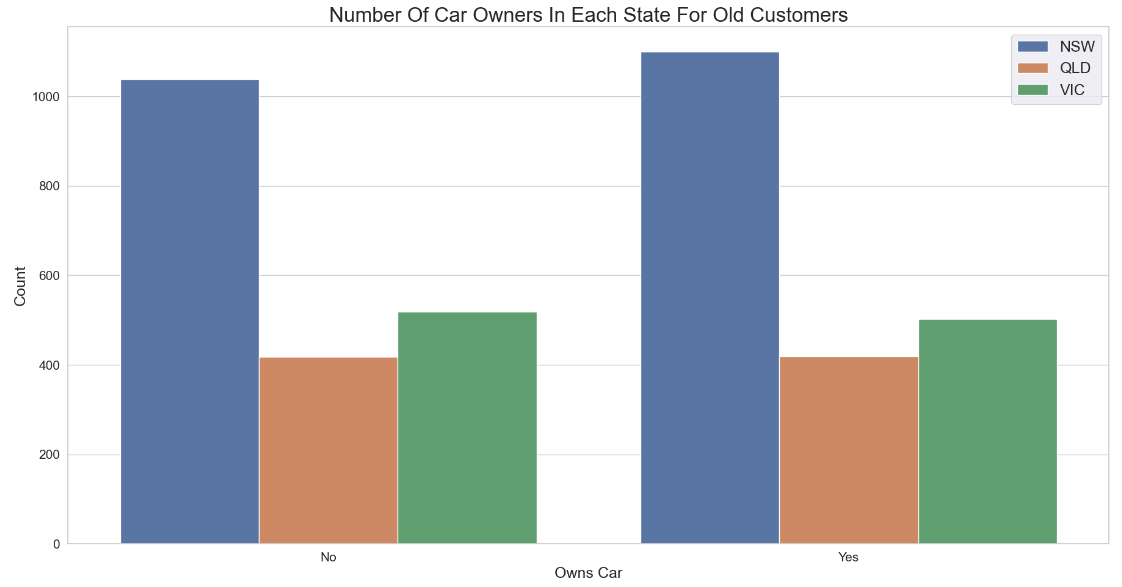 Number Of Car Owners In Each State For Old Customers
NSW
QLD
VIC
1000
800
600
400
200
0
Count
No
Yes
Owns Car